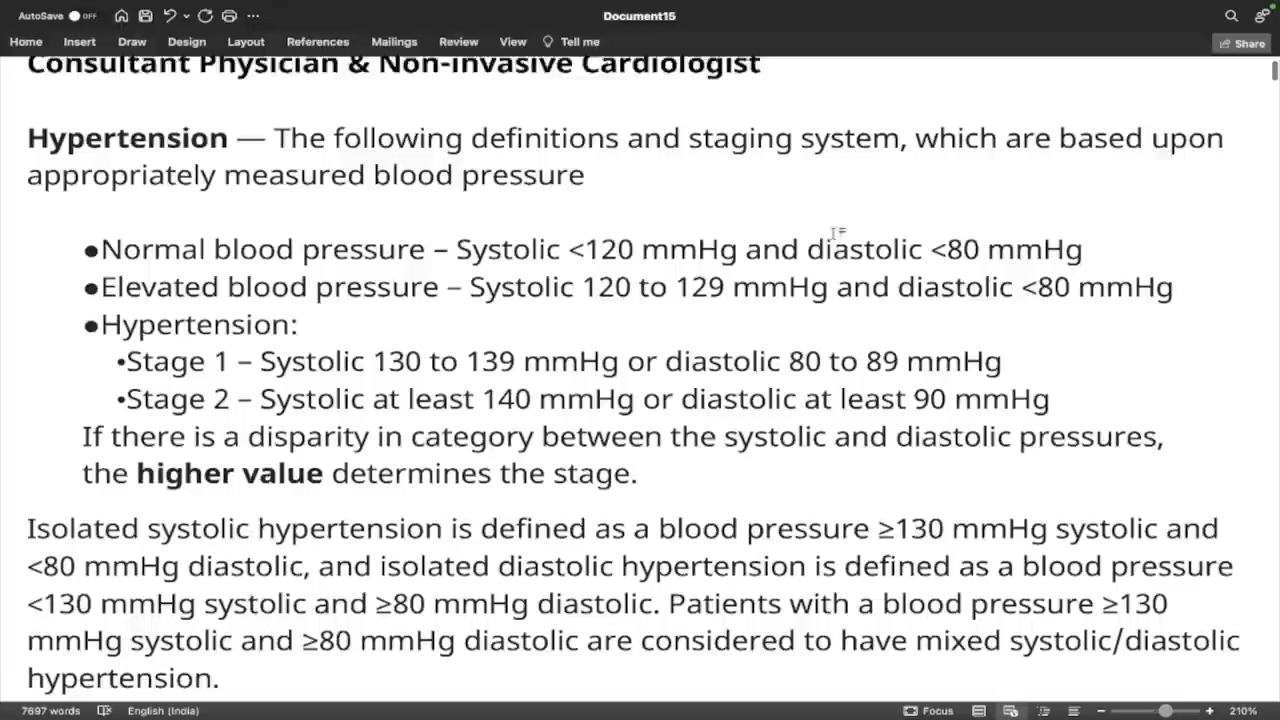 AutoSave OFF Document15
Home Insert Draw Design Layout References Mailings Review View Tell me Share
Consultant Physician & Non-invasive Cardiologist
Hypertension — The following definitions and staging system, which are based upon
appropriately measured blood pressure
●Normal blood pressure – Systolic <120 mmHg and diastolic <80 mmHg
●Elevated blood pressure – Systolic 120 to 129 mmHg and diastolic <80 mmHg
●Hypertension:
•Stage 1 – Systolic 130 to 139 mmHg or diastolic 80 to 89 mmHg
•Stage 2 – Systolic at least 140 mmHg or diastolic at least 90 mmHg
If there is a disparity in category between the systolic and diastolic pressures,
the higher value determines the stage.
Isolated systolic hypertension is defined as a blood pressure ≥130 mmHg systolic and
<80 mmHg diastolic, and isolated diastolic hypertension is defined as a blood pressure
<130 mmHg systolic and ≥80 mmHg diastolic. Patients with a blood pressure ≥130
mmHg systolic and ≥80 mmHg diastolic are considered to have mixed systolic/diastolic
hypertension.
7697 words English (India) Focus 210%